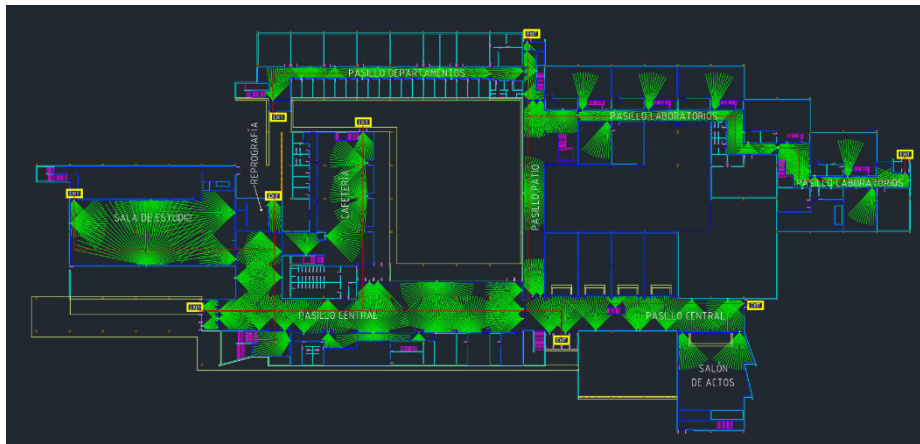 EXIT
PASILLO DEPARTAMENTOS
EXIT
EXIT
PASILLO LABORATORIOS
REPROGRAFÍA
EXIT
PASILLO LABORATORIOS
EXIT
EXIT
SALA DE ESTUDIO
CAFETERÍA
PASILLO PATIO
EXIT
PASILLO CENTRAL
PASILLO CENTRAL
EXIT
EXIT
SALÓN
DE ACTOS